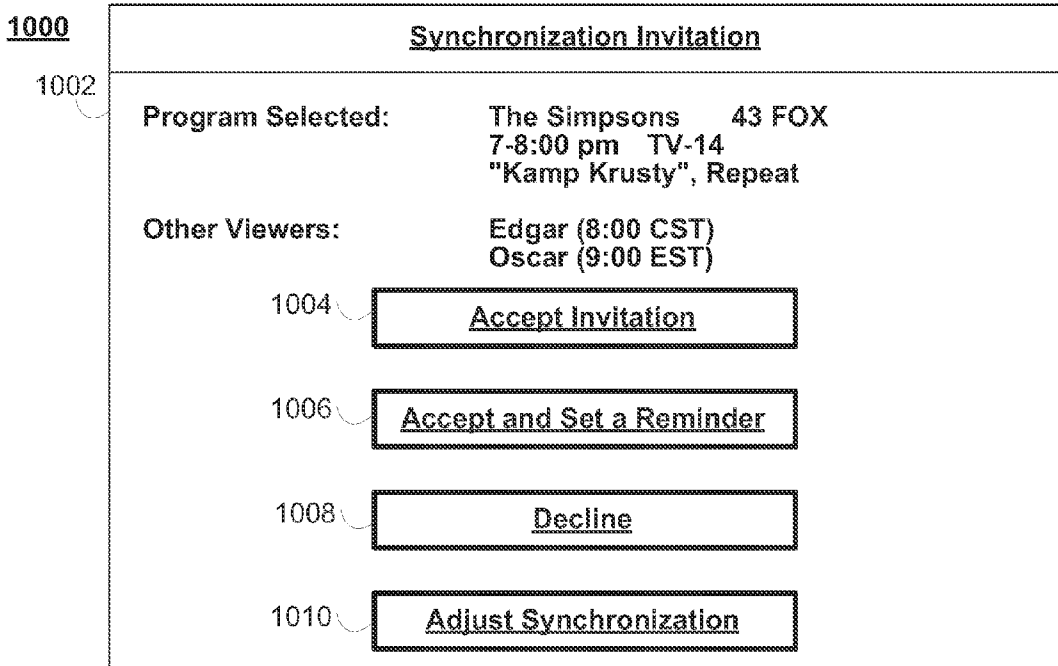 1000
Synchronization Invitation
1002
Program Selected: The Simpsons 43 FOX
7-8:00 pm TV-14
"Kamp Krusty", Repeat
Other Viewers: Edgar (8:00 CST)
Oscar (9:00 EST)
1004 Accept Invitation
1006 Accept and Set a Reminder
1008 Decline
1010 Adjust Synchronization